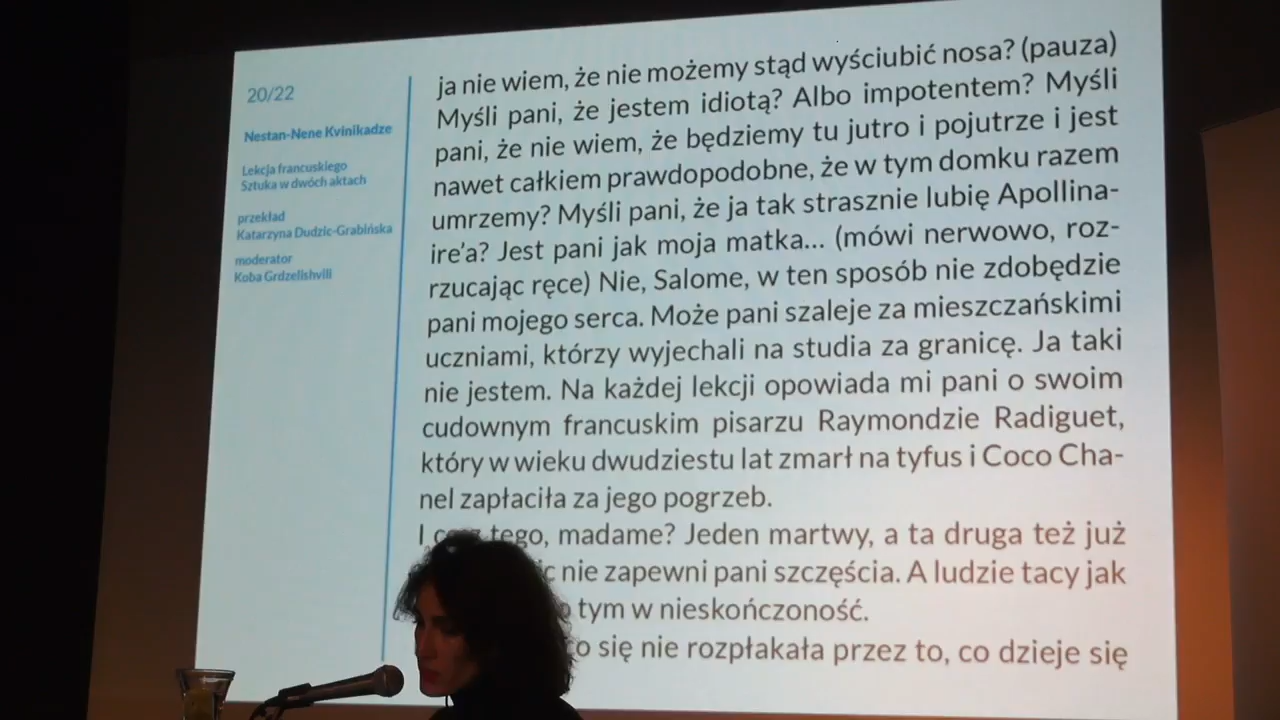 20/22
Nestan-Nene Kvinikadze
Lekcja francuskiego
Sztuka w dwóch aktach
przekład
Katarzyna Dudzic-Grabińska
moderator
Koba Grdzelishvili
ja nie wiem, że nie możemy stąd wyściubić nosa? (pauza)
Myśli pani, że jestem idiotą? Albo impotentem? Myśli
pani, że nie wiem, że będziemy tu jutro i pojutrze i jest
nawet całkiem prawdopodobne, że w tym domku razem
umrzemy? Myśli pani, że ja tak strasznie lubię Apollina-
ire’a? Jest pani jak moja matka... (mówi nerwowo, roz-
rzucając ręce) Nie, Salome, w ten sposób nie zdobędzie
pani mojego serca. Może pani szaleje za mieszczańskimi
uczniami, którzy wyjechali na studia za granicę. Ja taki
nie jestem. Na każdej lekcji opowiada mi pani o swoim
cudownym francuskim pisarzu Raymondzie Radiguet,
który w wieku dwudziestu lat zmarł na tyfus i Coco Cha-
nel zapłaciła za jego pogrzeb.
I tego, madame? Jeden martwy, a ta druga też już
nie zapewni pani szczęścia. A ludzie tacy jak
tym w nieskończoność.
się nie rozpłakała przez to, co dzieje się